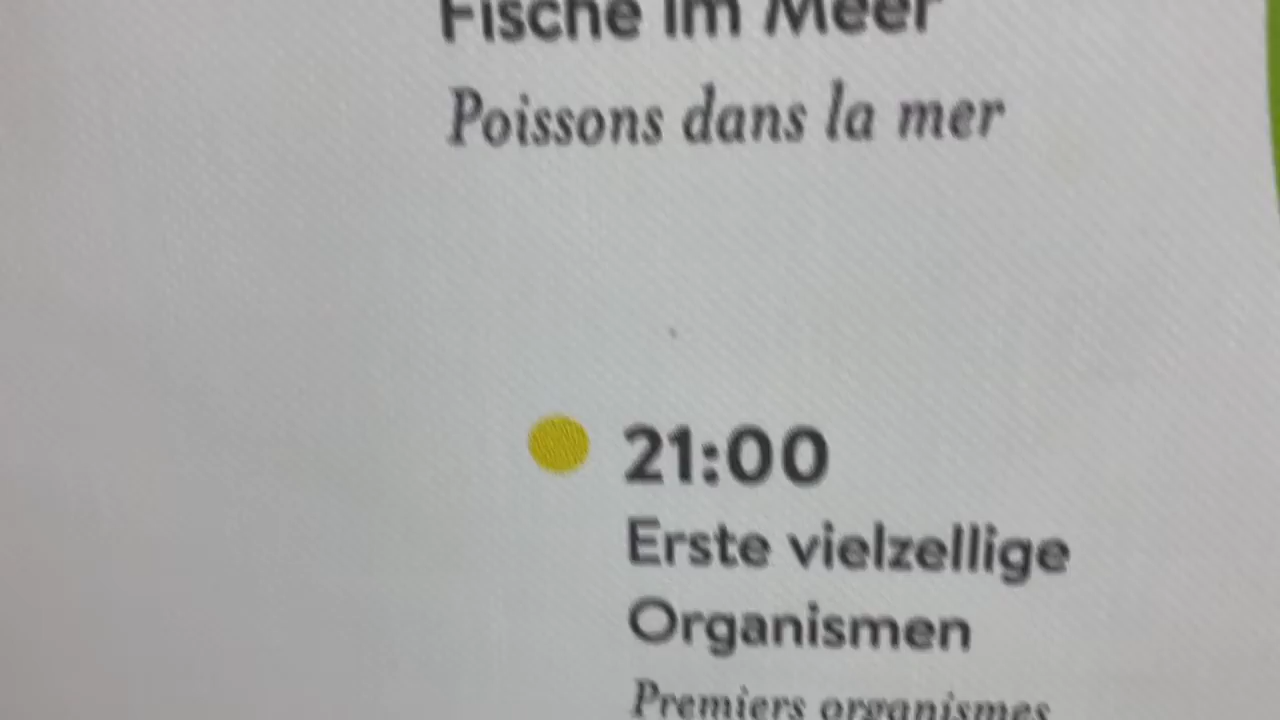 Fische im Meer
Poissons dans la mer
21:00
Erste vielzellige
Organismen
Premiers organismes